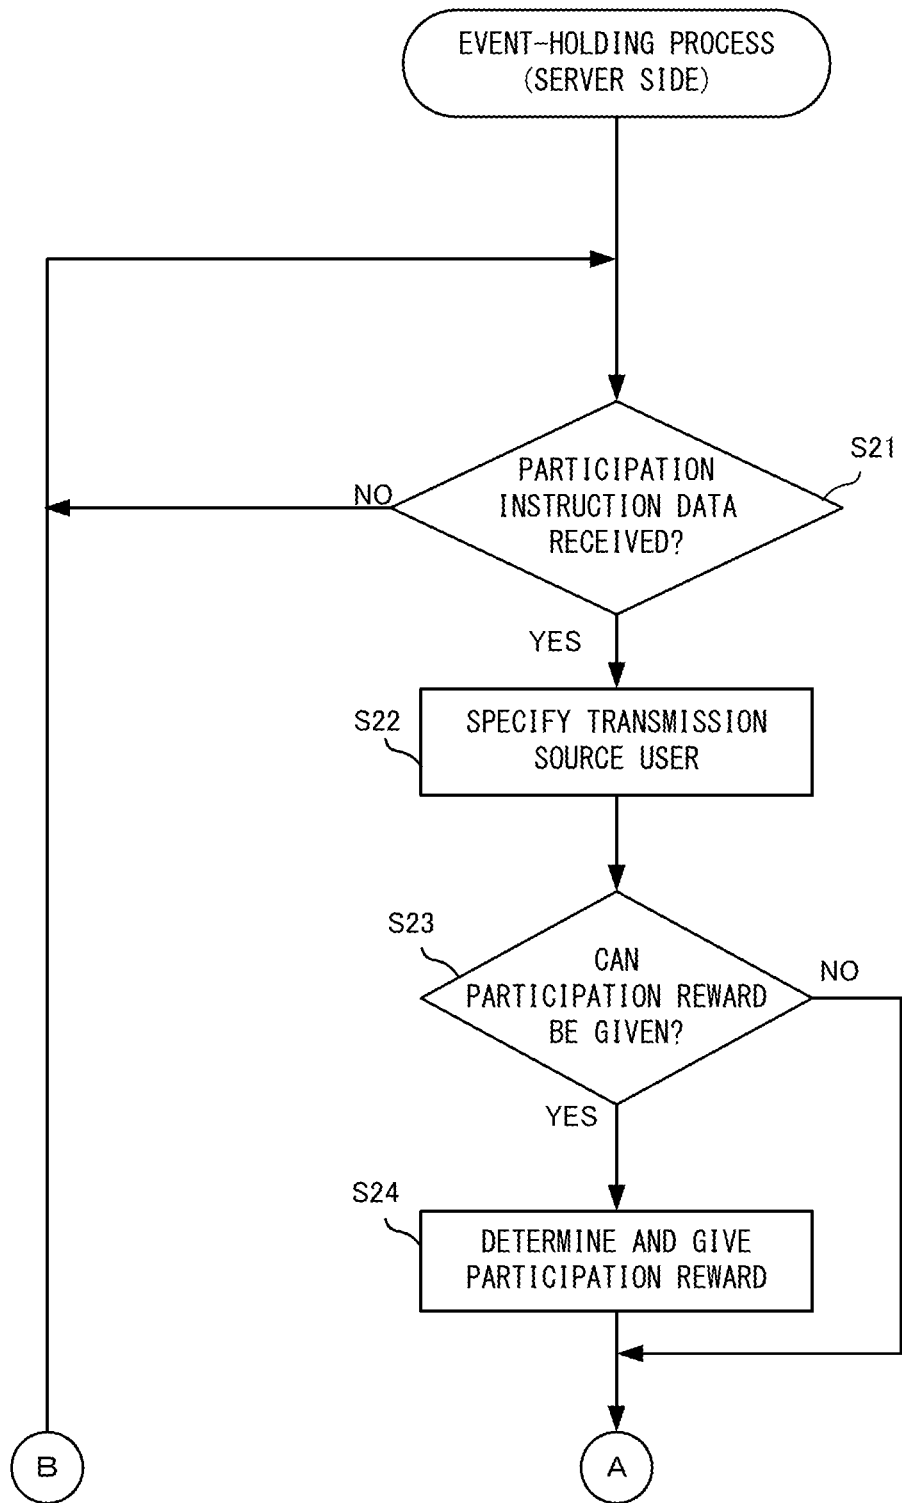 EVENT-HOLDING PROCESS
(SERVER SIDE)
S21
PARTICIPATION
INSTRUCTION DATA
RECEIVED?
NO
YES
S22
SPECIFY TRANSMISSION
SOURCE USER
S23
CAN
PARTICIPATION REWARD
BE GIVEN?
NO
YES
S24
DETERMINE AND GIVE
PARTICIPATION REWARD
B
A